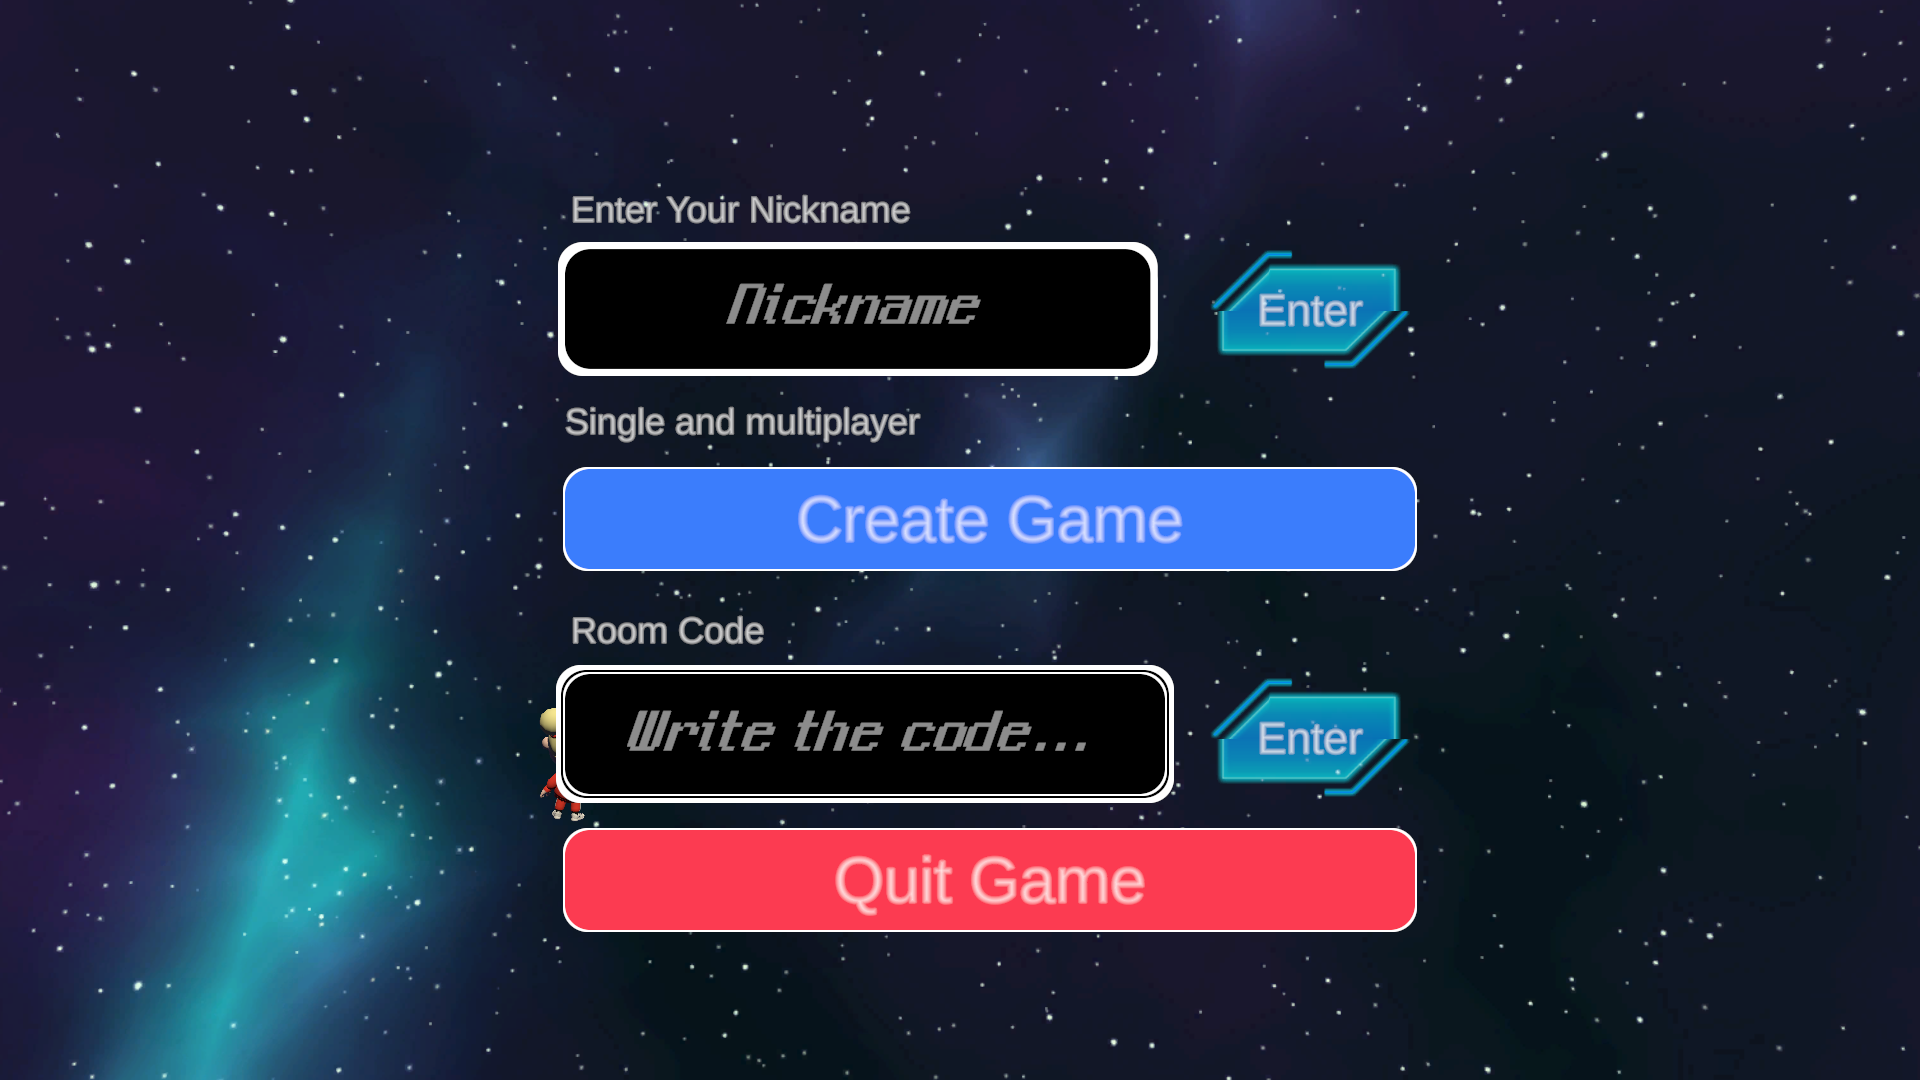 Enter Your Nickname
Nickname
Enter
Single and multiplayer
Create Game
Room Code
Write the code...
Enter
Quit Game